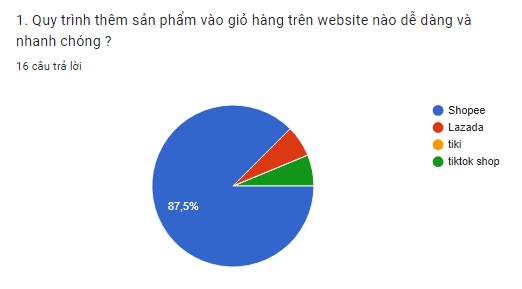 1. Quy trình thêm sản phẩm vào giỏ hàng trên website nào dễ dàng và
nhanh chóng ?
16 câu trả lời
Shopee
Lazada
tiki
tiktok shop
87,5%